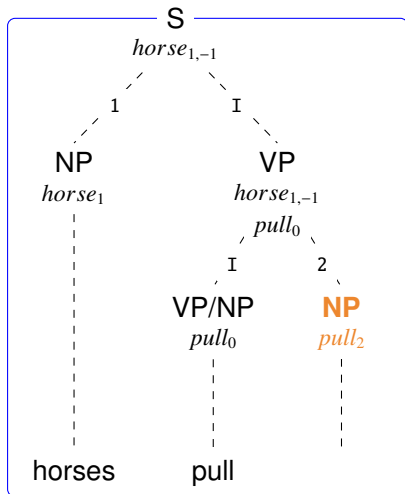 S
horse₁,₋₁
1 I
NP VP
horse₁ horse₁,₋₁
pull₀
I 2
VP/NP NP
pull₀ pull₂
horses pull